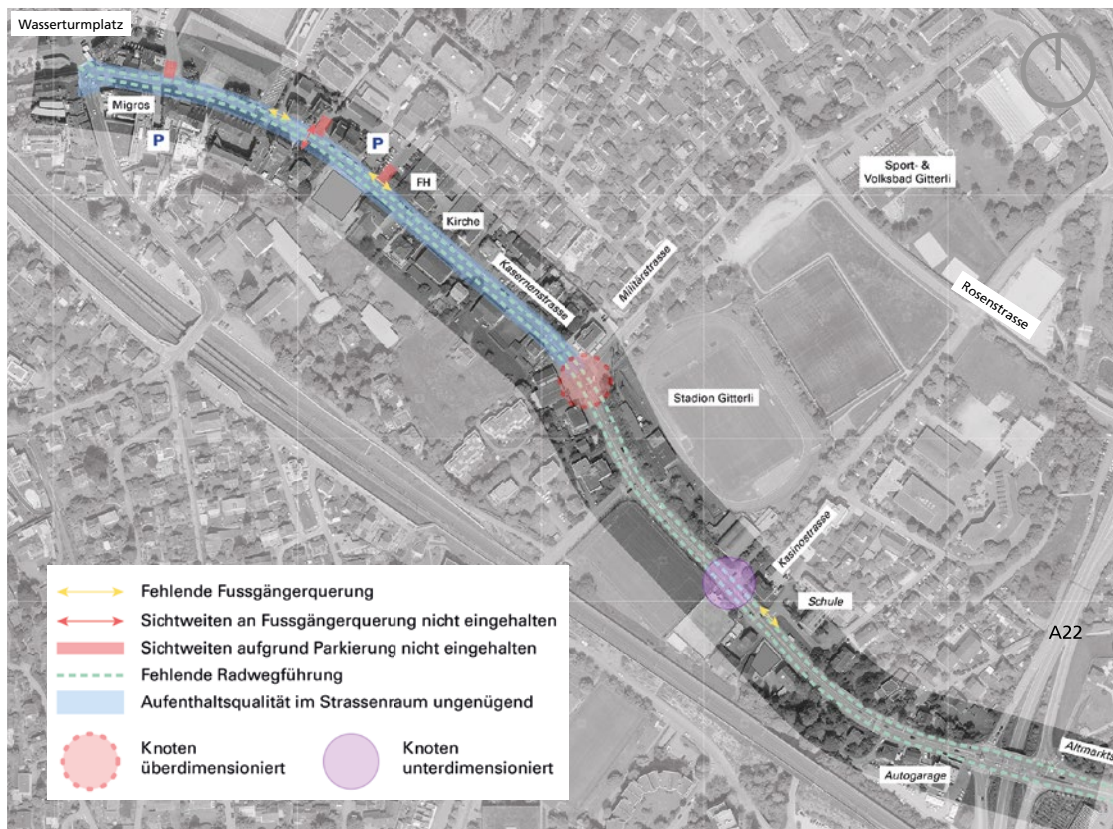 Wasserturmplatz
Migros
P
P
FH
Kirche
Kasernenstrasse
Militärstrasse
Sport- &
Volksbad Gitterli
Rosenstrasse
Stadion Gitterli
Kasinostrasse
Schule
A22
Altmarkts
Autogarage
Fehlende Fussgängerquerung
Sichtweiten an Fussgängerquerung nicht eingehalten
Sichtweiten aufgrund Parkierung nicht eingehalten
Fehlende Radwegführung
Aufenthaltsqualität im Strassenraum ungenügend
Knoten
überdimensioniert
Knoten
unterdimensioniert